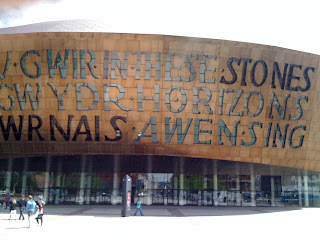 GWIR IN THESE STONES
GWYDR HORIZONS
WRNAIS AWEN SING